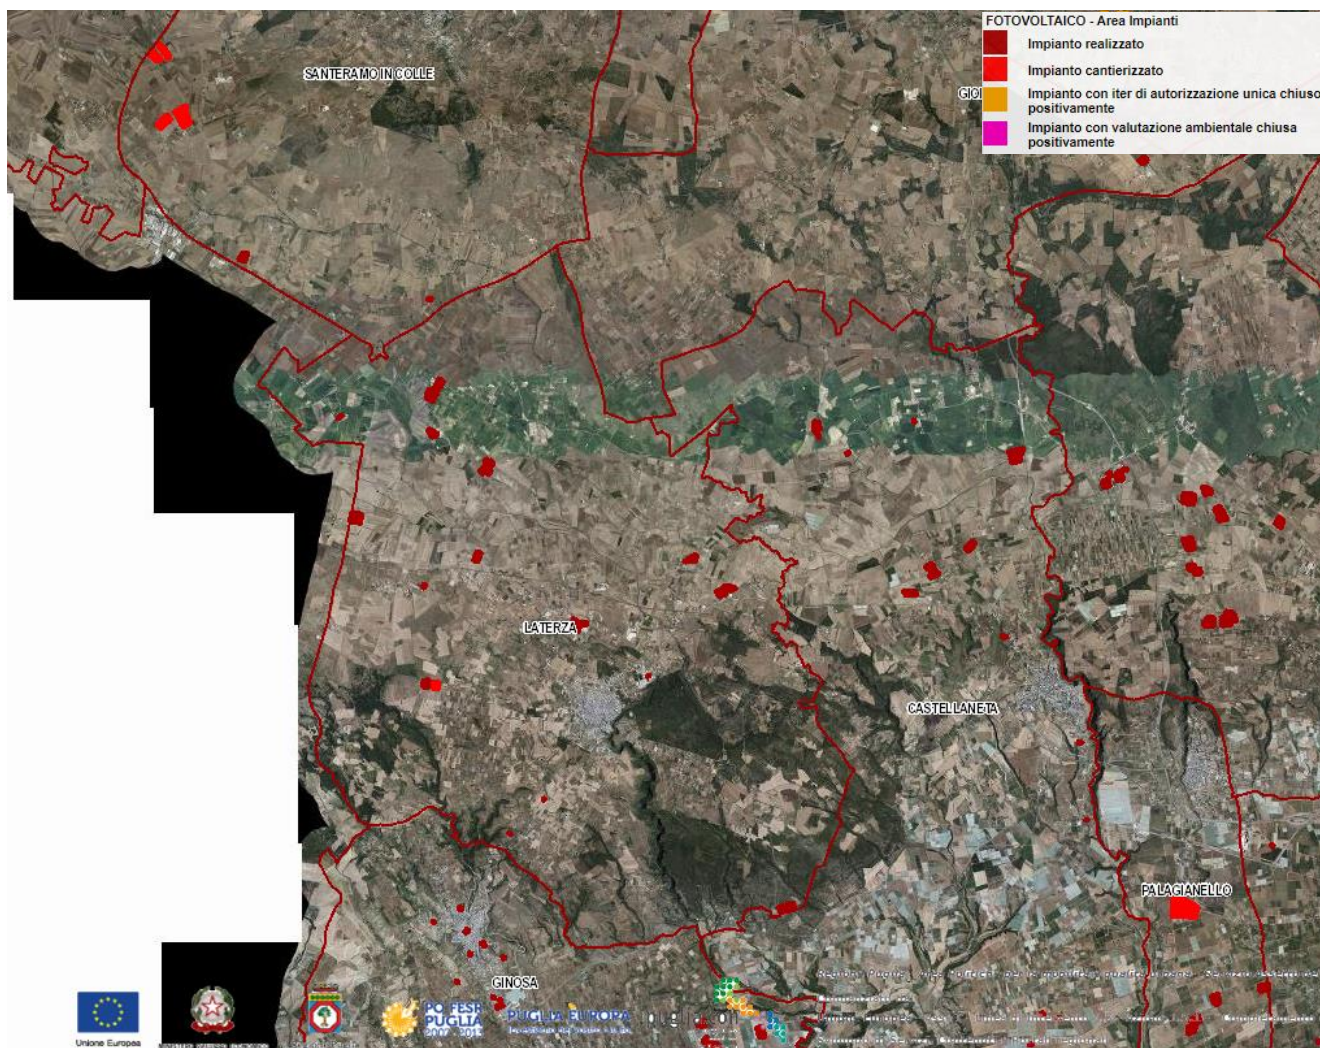 FOTOVOLTAICO - Area Impianti
Impianto realizzato
Impianto cantierizzato
Impianto con iter di autorizzazione unica chiuso
positivamente
Impianto con valutazione ambientale chiusa
positivamente
SANTERAMO IN COLLE
GIOI
LATERZA
CASTELLANETA
PALAGIANELLO
GINOSA
Unione Europea
PO FESR
PUGLIA
2007 2013
PUGLIA EUROPA